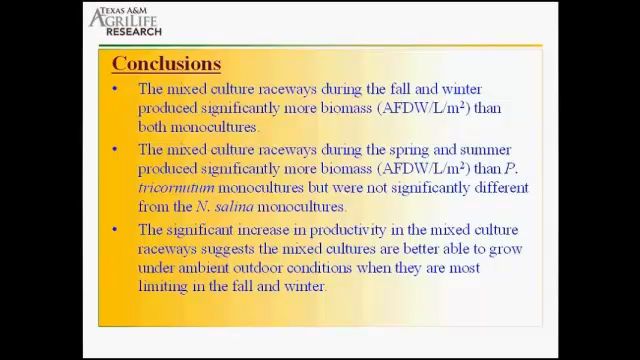 TEXAS A&M
AGRILIFE
RESEARCH
Conclusions
• The mixed culture raceways during the fall and winter
produced significantly more biomass (AFDW/L/m²) than
both monocultures.
• The mixed culture raceways during the spring and summer
produced significantly more biomass (AFDW/L/m²) than P.
tricornutum monocultures but were not significantly different
from the N. salina monocultures.
• The significant increase in productivity in the mixed culture
raceways suggests the mixed cultures are better able to grow
under ambient outdoor conditions when they are most
limiting in the fall and winter.